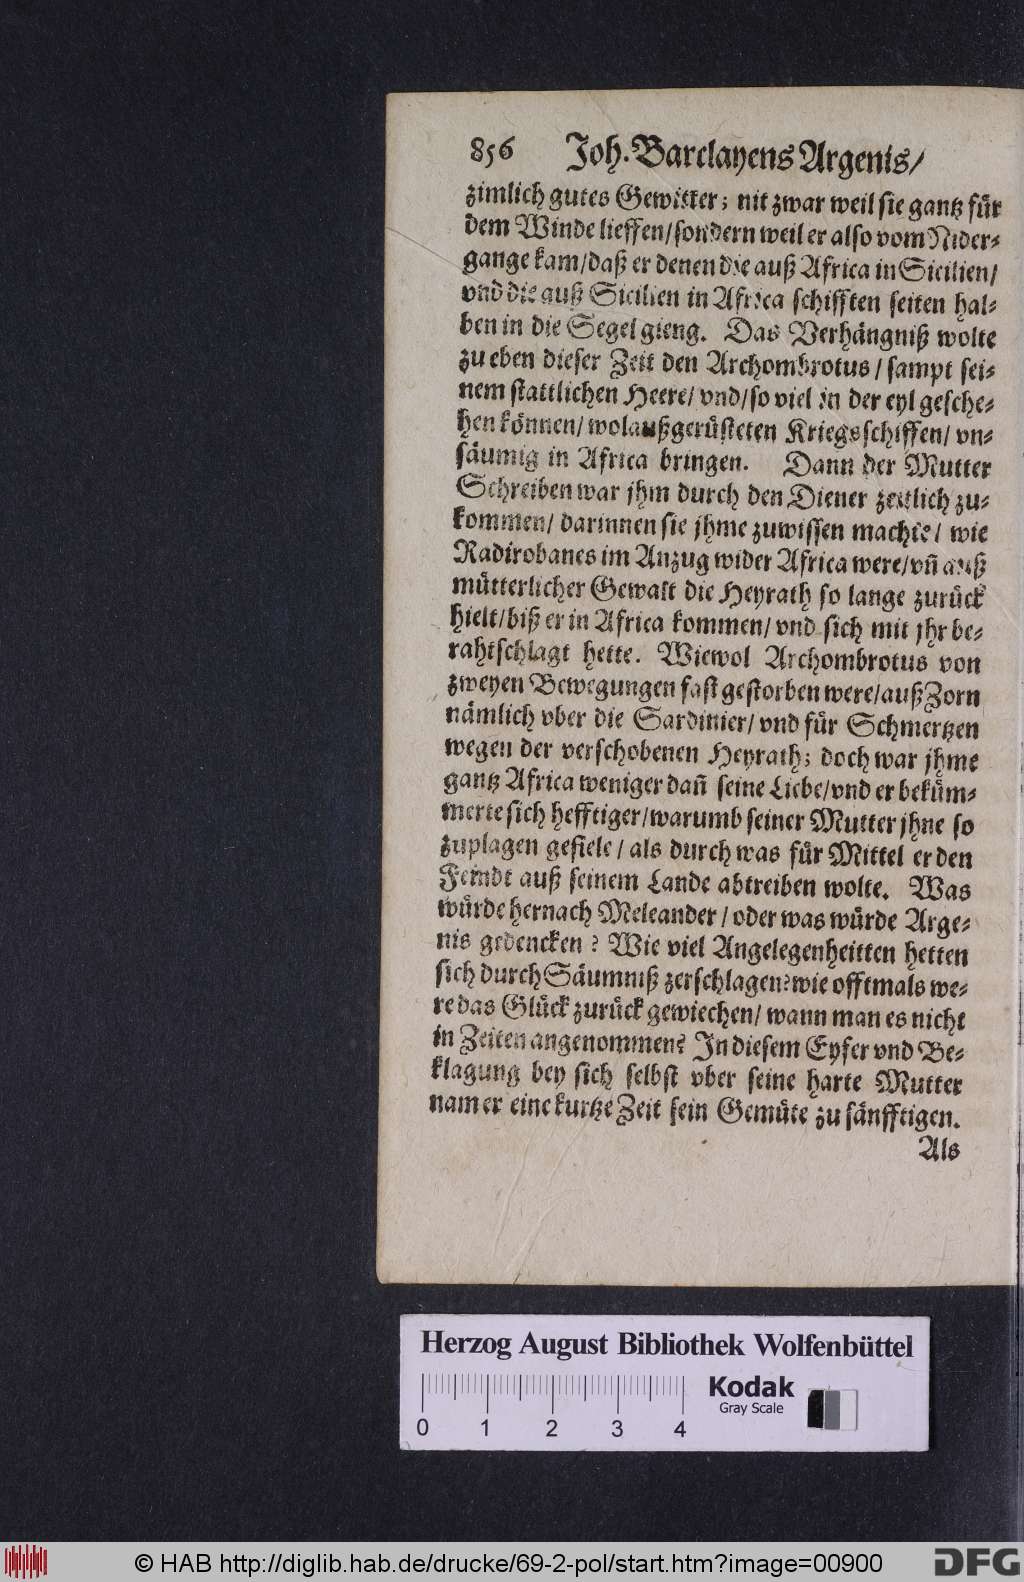 856 Joh. Barclayens Argenis/
zimlich gutes Gewitter; nit zwar weil sie gantz für
dem Winde lieffen/sondern weil er also vom Nider-
gange kam/daß er denen die auß Africa in Sicilien/
vnd die auß Sicilien in Africa schifften seiten hal-
ben in die Segel gieng. Das Verhängniß wolte
zu eben dieser Zeit den Archombrotus/ sampt sei-
nem stattlichen Heere/ vnd/ so viel in der eyl gesche-
hen können/ wolaußgerüsteten Kriegsschiffen/ vn-
säumig in Africa bringen. Dann der Mutter
Schreiben war jhm durch den Diener zeitlich zu-
kommen/ darinnen sie jhme zuwissen machte/ wie
Radirobanes im Anzug wider Africa were/ vñ auß
mütterlicher Gewalt die Heyrath so lange zurück
hielt/ biß er in Africa kommen/ vnd sich mit jhr be-
rahtschlagt hette. Wiewol Archombrotus von
zweyen Bewegungen fast gestorben were/ auß Zorn
nämlich vber die Sardinier/ vnd für Schmertzen
wegen der verschobenen Heyrath; doch war jhme
gantz Africa weniger dañ seine Liebe/ vnd er beküm-
merte sich hefftiger/ warumb seiner Mutter jhne so
zuplagen gefiele/ als durch was für Mittel er den
Feindt auß seinem Lande abtreiben wolte. Was
würde hernach Meleander/ oder was würde Arge-
nis gedencken? Wie viel Angelegenheitten hetten
sich durch Säumniß zerschlagen? wie offtmals we-
re das Glück zurück gewiechen/ wann man es nicht
in Zeiten angenommen? In diesem Eyfer vnd Be-
klagung bey sich selbst vber seine harte Mutter
nam er eine kurtze Zeit sein Gemüte zu sänfftigen.
Als
Herzog August Bibliothek Wolfenbüttel
Kodak
Gray Scale
0 1 2 3 4
© HAB http://diglib.hab.de/drucke/69-2-pol/start.htm?image=00900
DFG